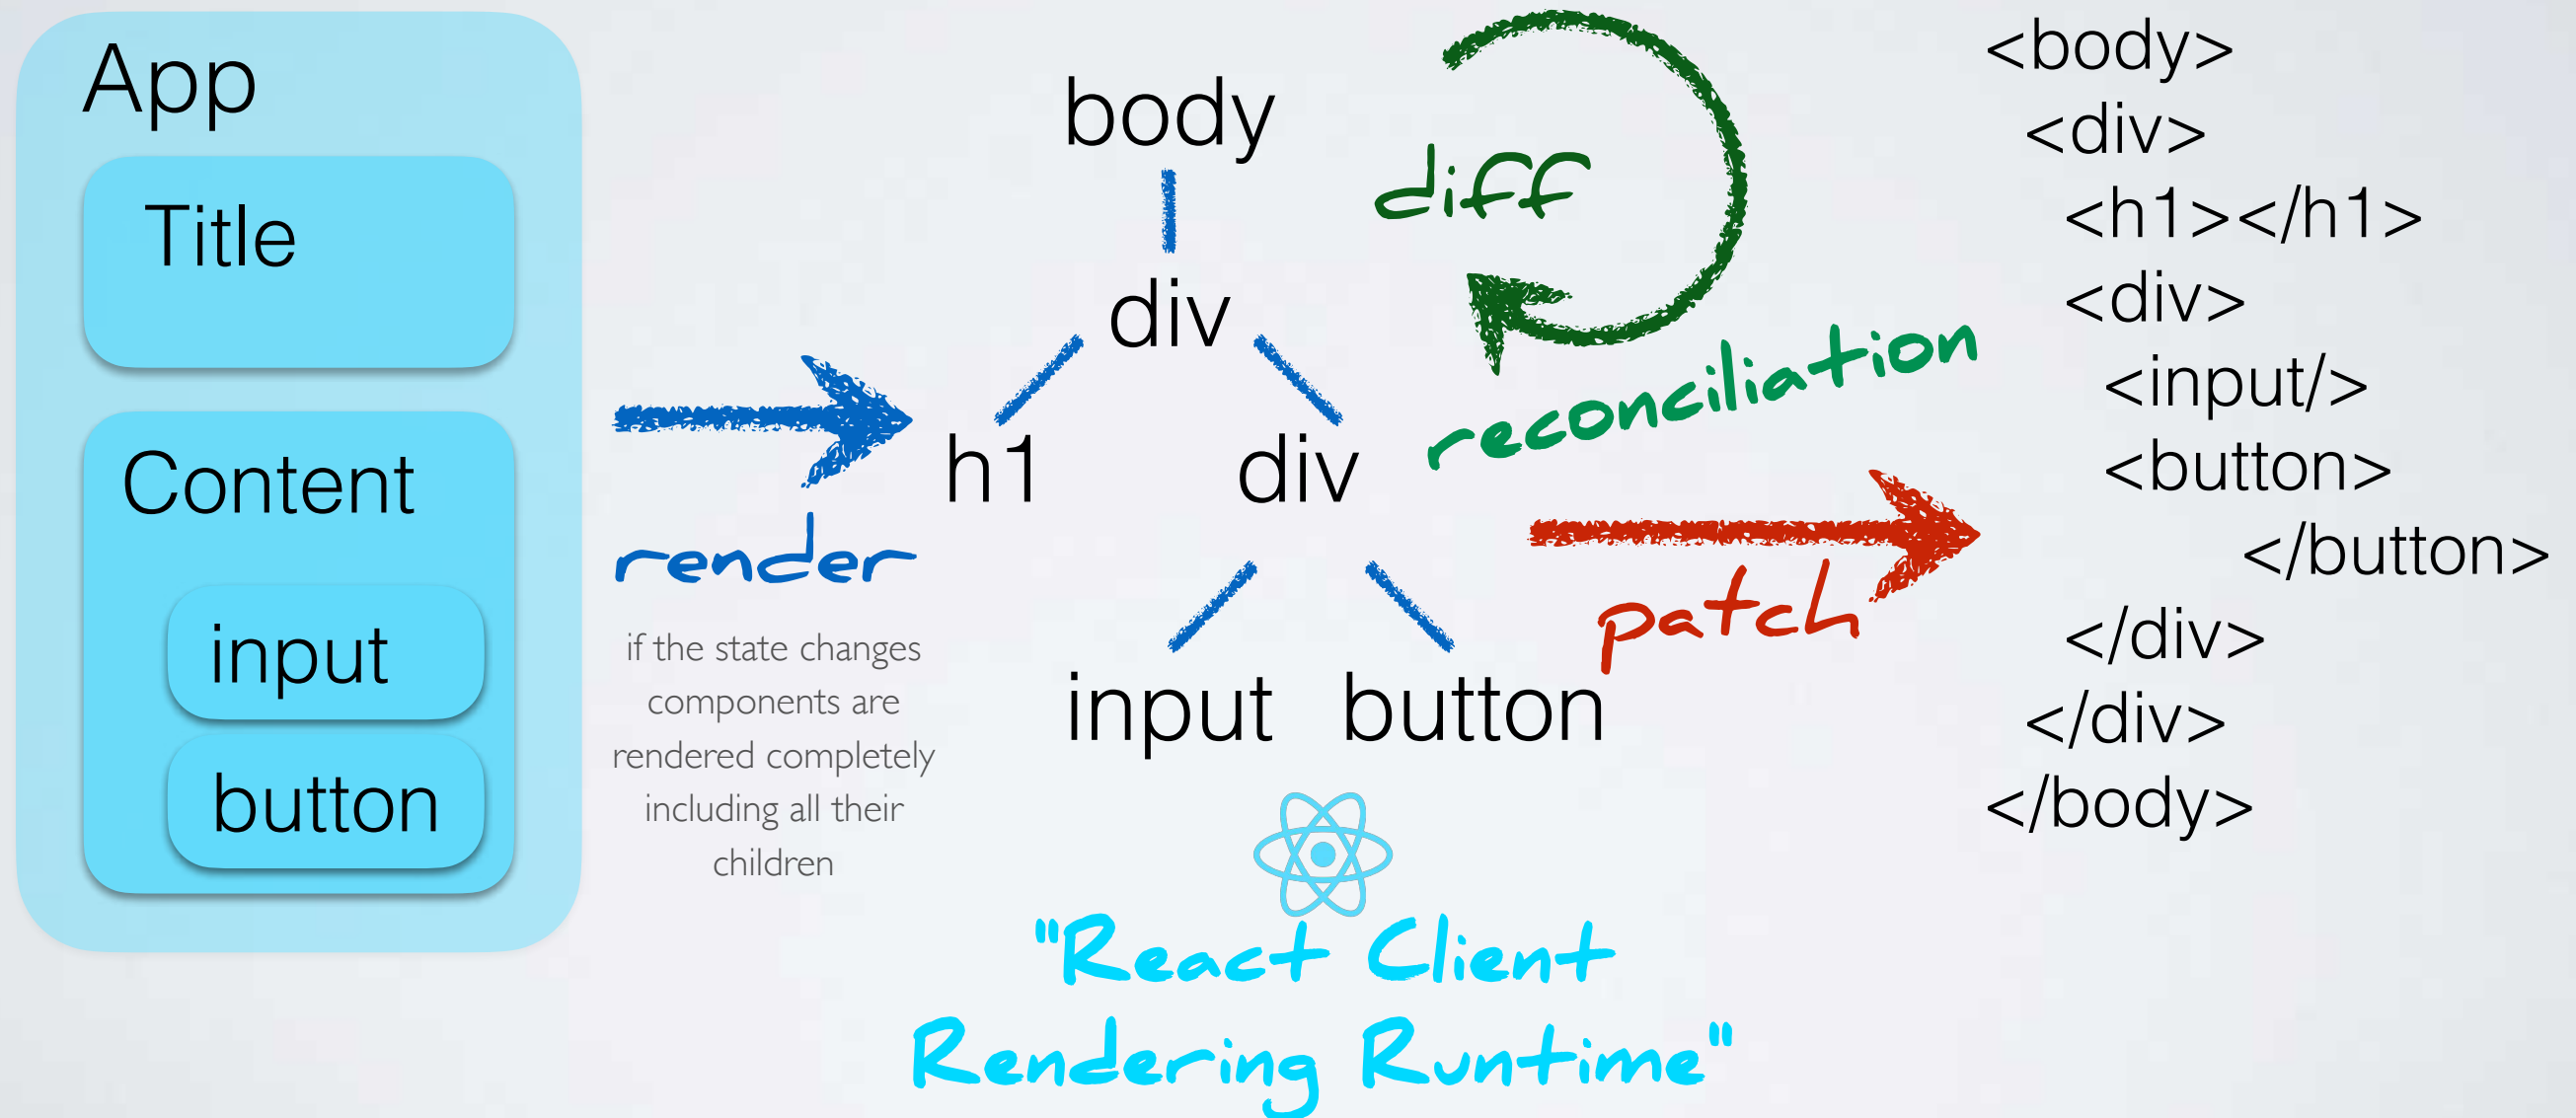 App
Title
Content
input
button
render
if the state changes
components are
rendered completely
including all their
children
body
div
h1 div
input button
diff
reconciliation
patch
"React Client
Rendering Runtime"
<body>
<div>
<h1></h1>
<div>
<input/>
<button>
</button>
</div>
</div>
</body>